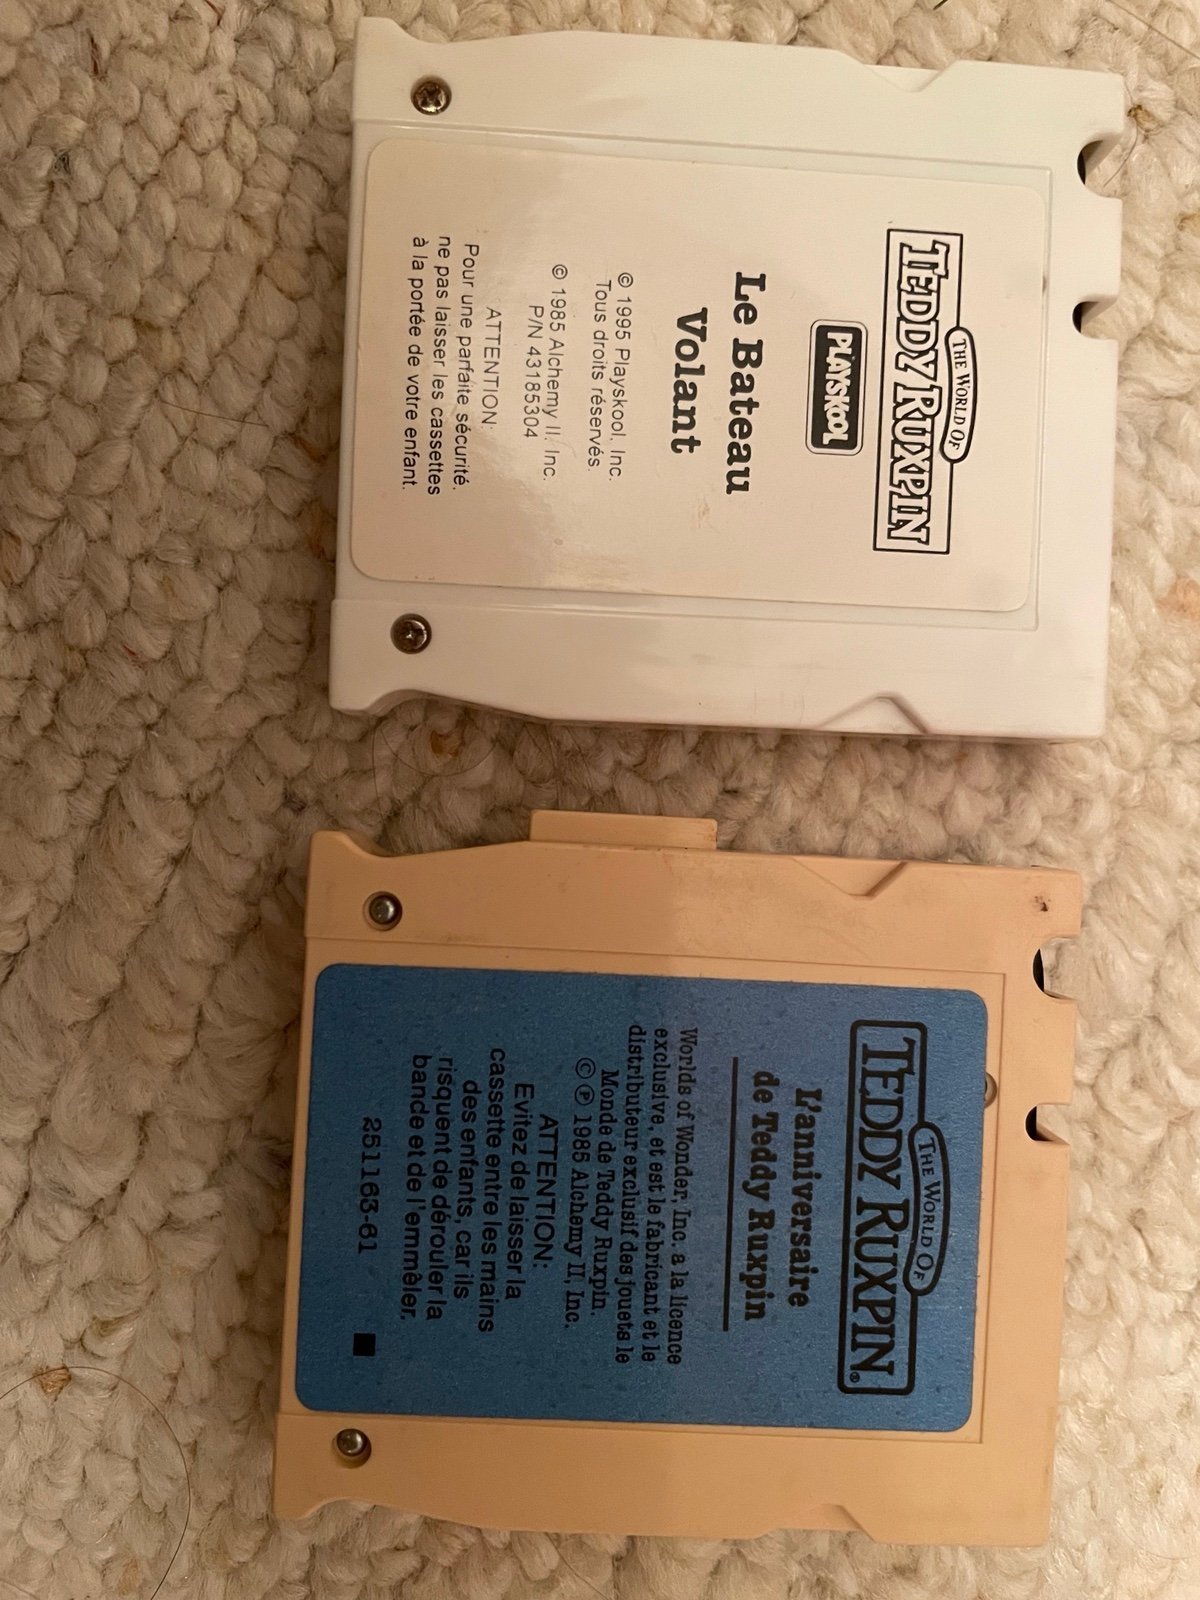 THE WORLD OF
TEDDY RUXPIN
PLAYSKOOL
Le Bateau
Volant
© 1995 Playskool, Inc.
Tous droits réservés.
© 1985 Alchemy II, Inc.
P/N 43185304
ATTENTION:
Pour une parfaite sécurité,
ne pas laisser les cassettes
à la portée de votre enfant.
THE WORLD OF
TEDDY RUXPIN®
L'anniversaire
de Teddy Ruxpin
Worlds of Wonder, Inc. a la licence
exclusive, et est le fabricant et le
distributeur exclusif des jouets le
Monde de Teddy Ruxpin.
© ℗ 1985 Alchemy II, Inc.
ATTENTION:
Evitez de laisser la
cassette entre les mains
des enfants, car ils
risquent de dérouler la
bande et de l'emmêler.
251163-61